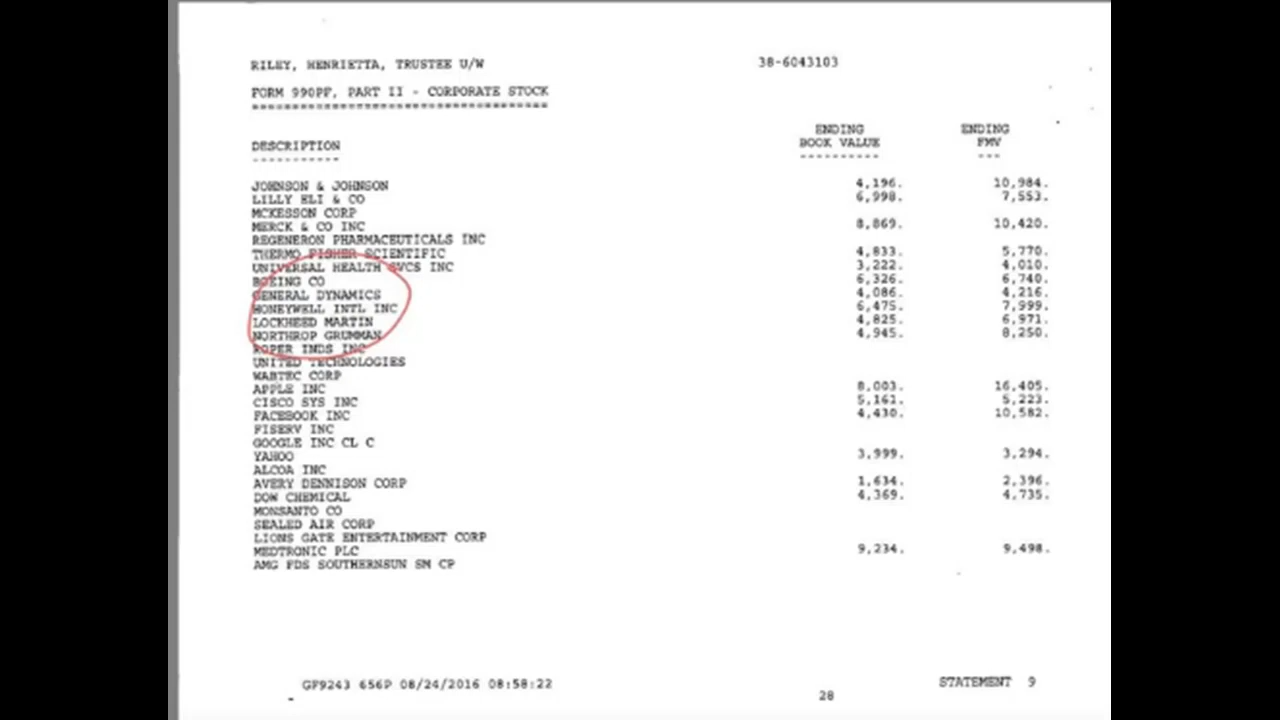 RILEY, HENRIETTA, TRUSTEE U/W 38-6043103
FORM 990PF, PART II - CORPORATE STOCK
====================================
ENDING ENDING
DESCRIPTION BOOK VALUE FMV
----------- ---------- ---
JOHNSON & JOHNSON 4,196. 10,984.
LILLY ELI & CO 6,998. 7,553.
MCKESSON CORP
MERCK & CO INC 8,869. 10,420.
REGENERON PHARMACEUTICALS INC
THERMO FISHER SCIENTIFIC 4,833. 5,770.
UNIVERSAL HEALTH SVCS INC 3,222. 4,010.
BOEING CO 6,326. 6,740.
GENERAL DYNAMICS 4,086. 4,216.
HONEYWELL INTL INC 6,475. 7,999.
LOCKHEED MARTIN 4,825. 6,971.
NORTHROP GRUMMAN 4,945. 8,250.
ROPER INDS INC
UNITED TECHNOLOGIES
WABTEC CORP
APPLE INC 8,003. 16,405.
CISCO SYS INC 5,161. 5,223.
FACEBOOK INC 4,430. 10,582.
FISERV INC
GOOGLE INC CL C
YAHOO 3,999. 3,294.
ALCOA INC
AVERY DENNISON CORP 1,634. 2,396.
DOW CHEMICAL 4,369. 4,735.
MONSANTO CO
SEALED AIR CORP
LIONS GATE ENTERTAINMENT CORP
MEDTRONIC PLC 9,234. 9,498.
AMG FDS SOUTHERNSUN SM CP
GF9243 656P 08/24/2016 08:58:22 STATEMENT 9
28